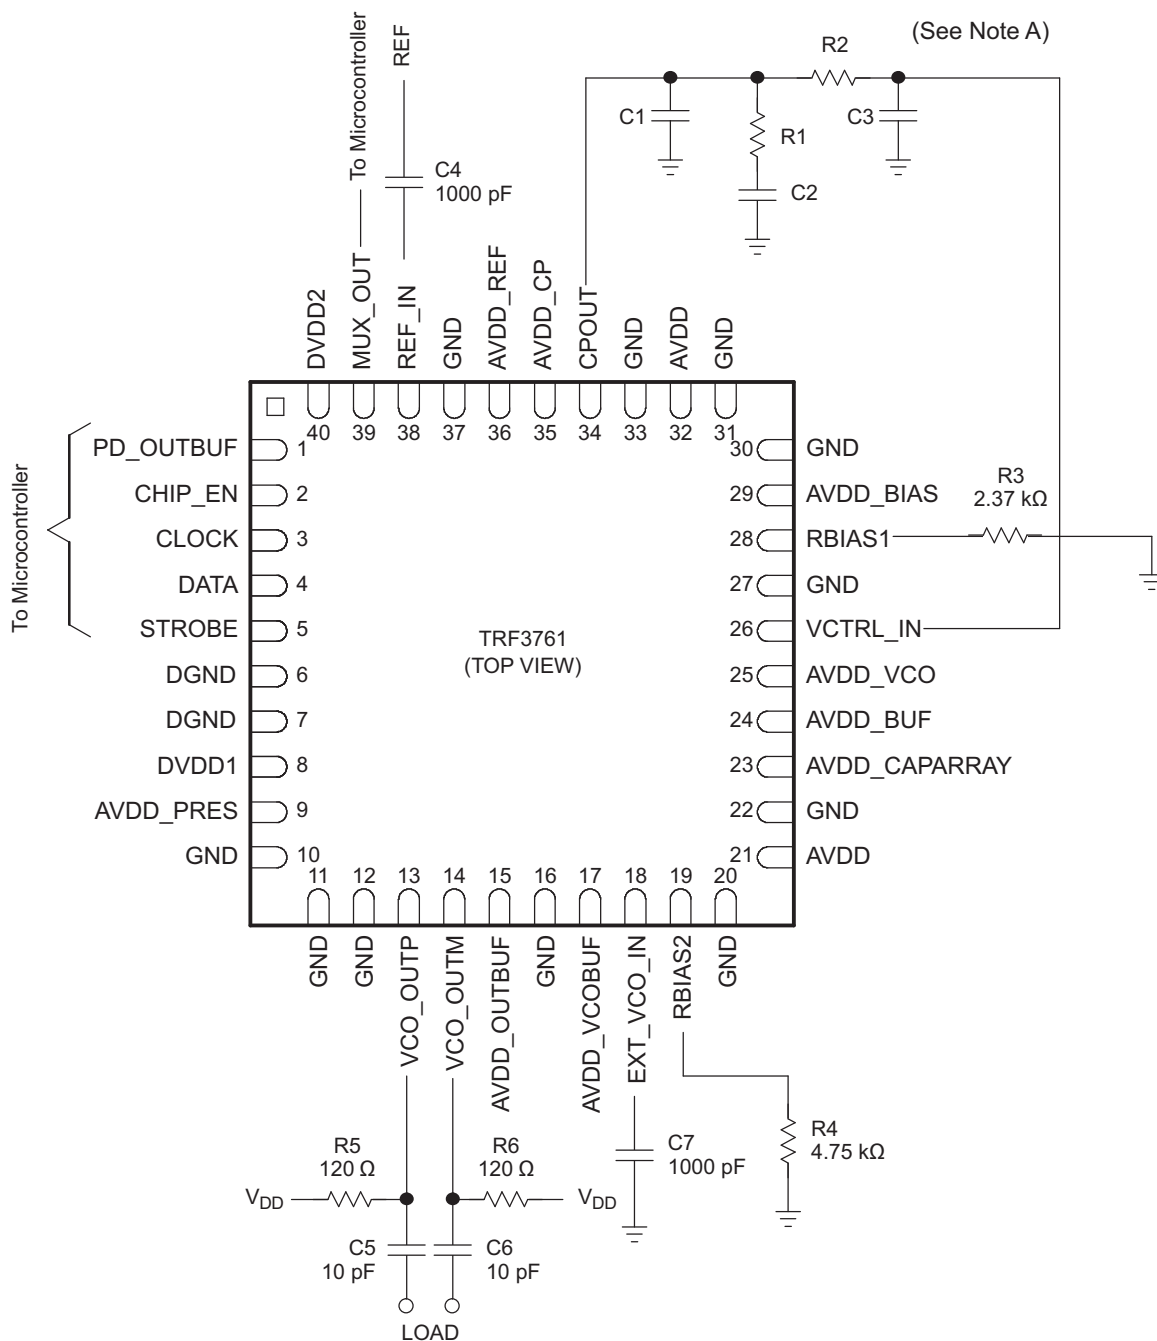 (See Note A)
To Microcontroller
REF
R2
C1
R1
C3
C2
C4
1000 pF
DVDD2
MUX_OUT
REF_IN
GND
AVDD_REF
AVDD_CP
CPOUT
GND
AVDD
GND
40
39
38
37
36
35
34
33
32
31
To Microcontroller
PD_OUTBUF
1
CHIP_EN
2
CLOCK
3
DATA
4
STROBE
5
DGND
6
DGND
7
DVDD1
8
AVDD_PRES
9
GND
10
TRF3761
(TOP VIEW)
30
GND
29
AVDD_BIAS
28
RBIAS1
27
GND
26
VCTRL_IN
25
AVDD_VCO
24
AVDD_BUF
23
AVDD_CAPARRAY
22
GND
21
AVDD
R3
2.37 kΩ
11
12
13
14
15
16
17
18
19
20
GND
GND
VCO_OUTP
VCO_OUTM
AVDD_OUTBUF
GND
AVDD_VCOBUF
EXT_VCO_IN
RBIAS2
GND
R5
120 Ω
R6
120 Ω
C7
1000 pF
R4
4.75 kΩ
VDD
VDD
C5
10 pF
C6
10 pF
LOAD